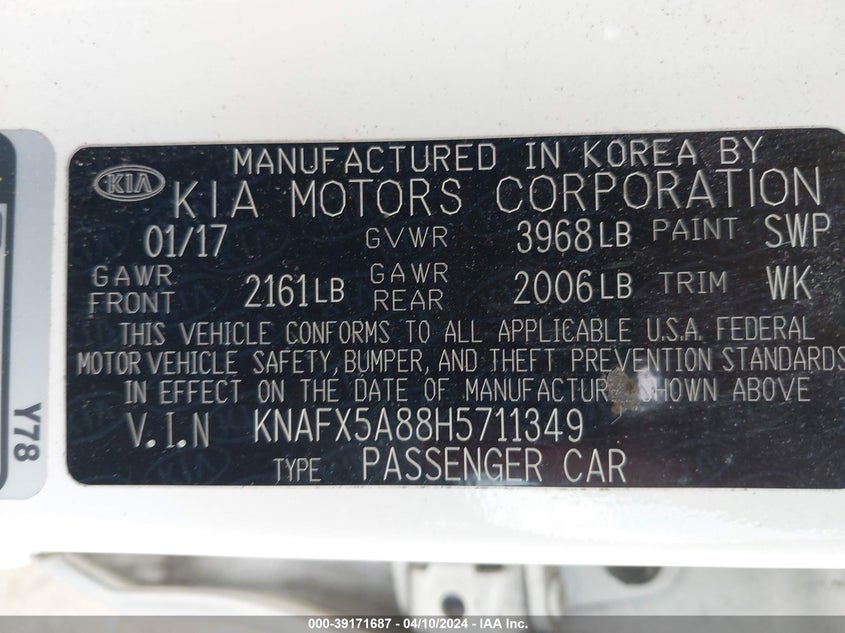 MANUFACTURED IN KOREA BY
KIA KIA MOTORS CORPORATION
01/17 GVWR 3968LB PAINT SWP
GAWR FRONT 2161LB GAWR REAR 2006LB TRIM WK
THIS VEHICLE CONFORMS TO ALL APPLICABLE U.S.A. FEDERAL
MOTOR VEHICLE SAFETY, BUMPER, AND THEFT PREVENTION STANDARDS
IN EFFECT ON THE DATE OF MANUFACTUR SHOWN ABOVE
V.I.N KNAFX5A88H5711349
TYPE PASSENGER CAR
Y78
000-39171687 - 04/10/2024 - IAA Inc.